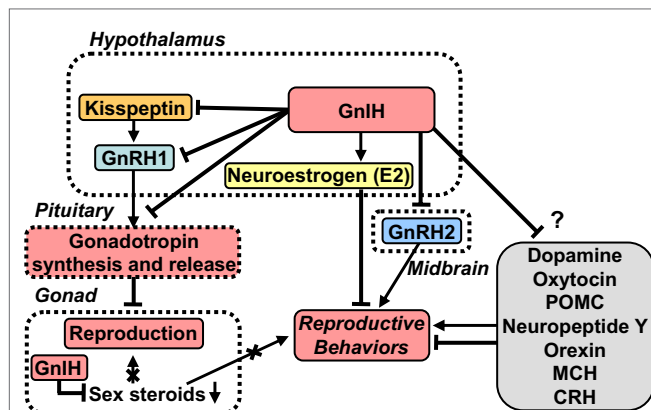 Hypothalamus
Kisspeptin
GnIH
GnRH1
Neuroestrogen (E2)
Pituitary
?
GnRH2
Gonadotropin
synthesis and release
Midbrain
Dopamine
Oxytocin
POMC
Neuropeptide Y
Orexin
MCH
CRH
Gonad
Reproduction
Reproductive
Behaviors
GnIH
Sex steroids